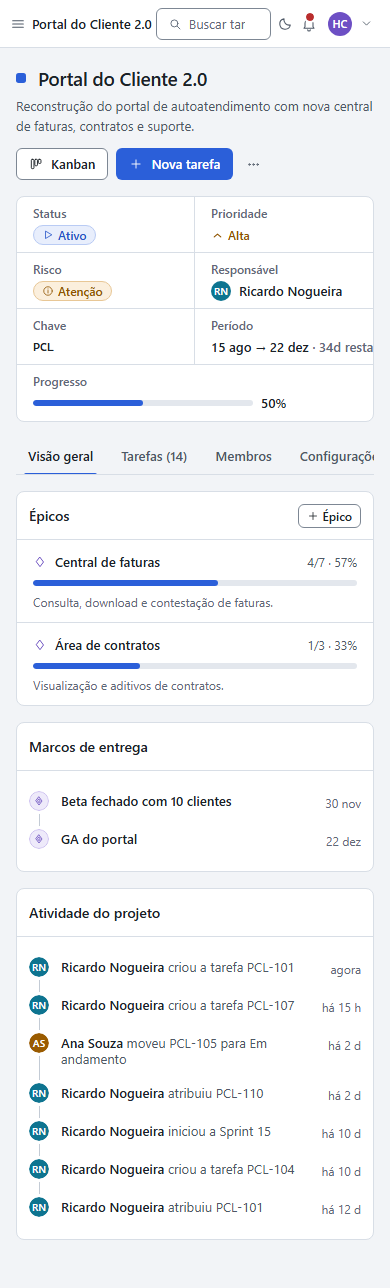 Portal do Cliente 2.0
Buscar tar
HC
Portal do Cliente 2.0
Reconstrução do portal de autoatendimento com nova central
de faturas, contratos e suporte.
Kanban
Nova tarefa
Status
Ativo
Prioridade
Alta
Risco
Atenção
Responsável
RN Ricardo Nogueira
Chave
PCL
Período
15 ago → 22 dez · 34d resta
Progresso
50%
Visão geral
Tarefas (14)
Membros
Configuraçõe
Épicos
+ Épico
Central de faturas
4/7 · 57%
Consulta, download e contestação de faturas.
Área de contratos
1/3 · 33%
Visualização e aditivos de contratos.
Marcos de entrega
Beta fechado com 10 clientes
30 nov
GA do portal
22 dez
Atividade do projeto
RN Ricardo Nogueira criou a tarefa PCL-101
agora
RN Ricardo Nogueira criou a tarefa PCL-107
há 15 h
AS Ana Souza moveu PCL-105 para Em
andamento
há 2 d
RN Ricardo Nogueira atribuiu PCL-110
há 2 d
RN Ricardo Nogueira iniciou a Sprint 15
há 10 d
RN Ricardo Nogueira criou a tarefa PCL-104
há 10 d
RN Ricardo Nogueira atribuiu PCL-101
há 12 d